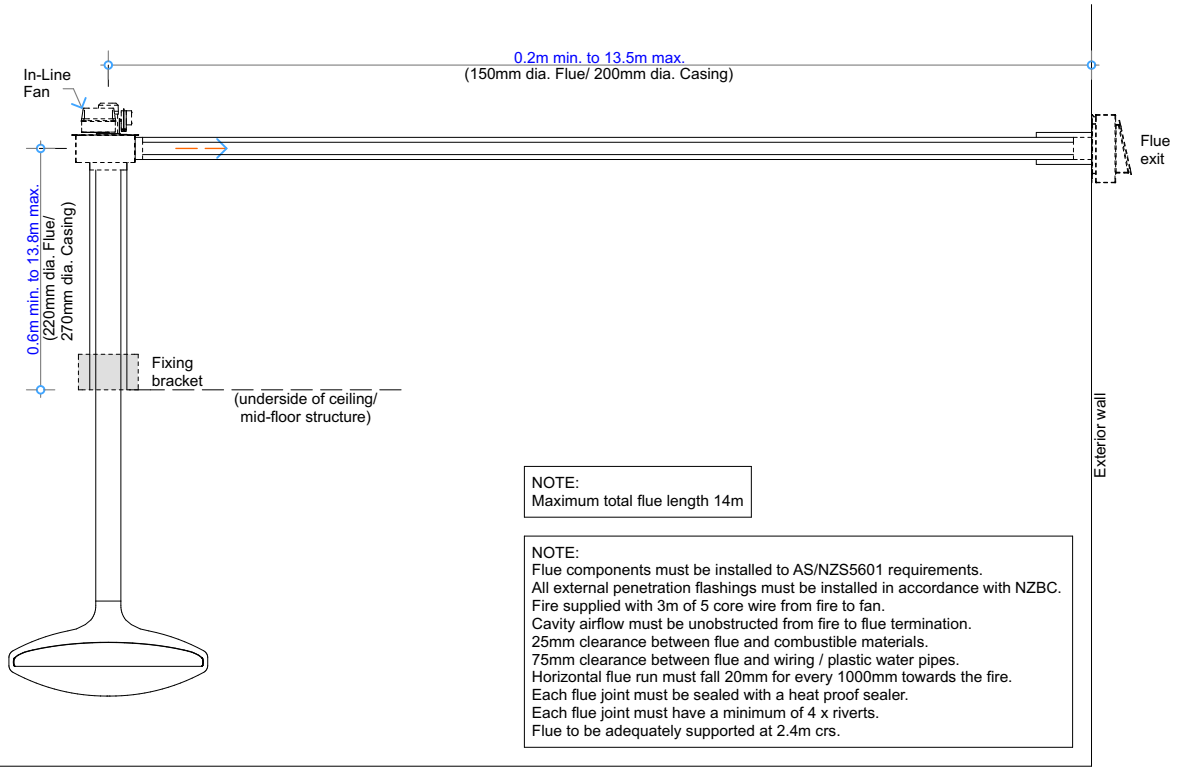 0.2m min. to 13.5m max.
(150mm dia. Flue/ 200mm dia. Casing)
In-Line
Fan
Flue
exit
0.6m min. to 13.8m max.
(220mm dia. Flue/
270mm dia. Casing)
Fixing
bracket
(underside of ceiling/
mid-floor structure)
Exterior wall
NOTE:
Maximum total flue length 14m
NOTE:
Flue components must be installed to AS/NZS5601 requirements.
All external penetration flashings must be installed in accordance with NZBC.
Fire supplied with 3m of 5 core wire from fire to fan.
Cavity airflow must be unobstructed from fire to flue termination.
25mm clearance between flue and combustible materials.
75mm clearance between flue and wiring / plastic water pipes.
Horizontal flue run must fall 20mm for every 1000mm towards the fire.
Each flue joint must be sealed with a heat proof sealer.
Each flue joint must have a minimum of 4 x riverts.
Flue to be adequately supported at 2.4m crs.